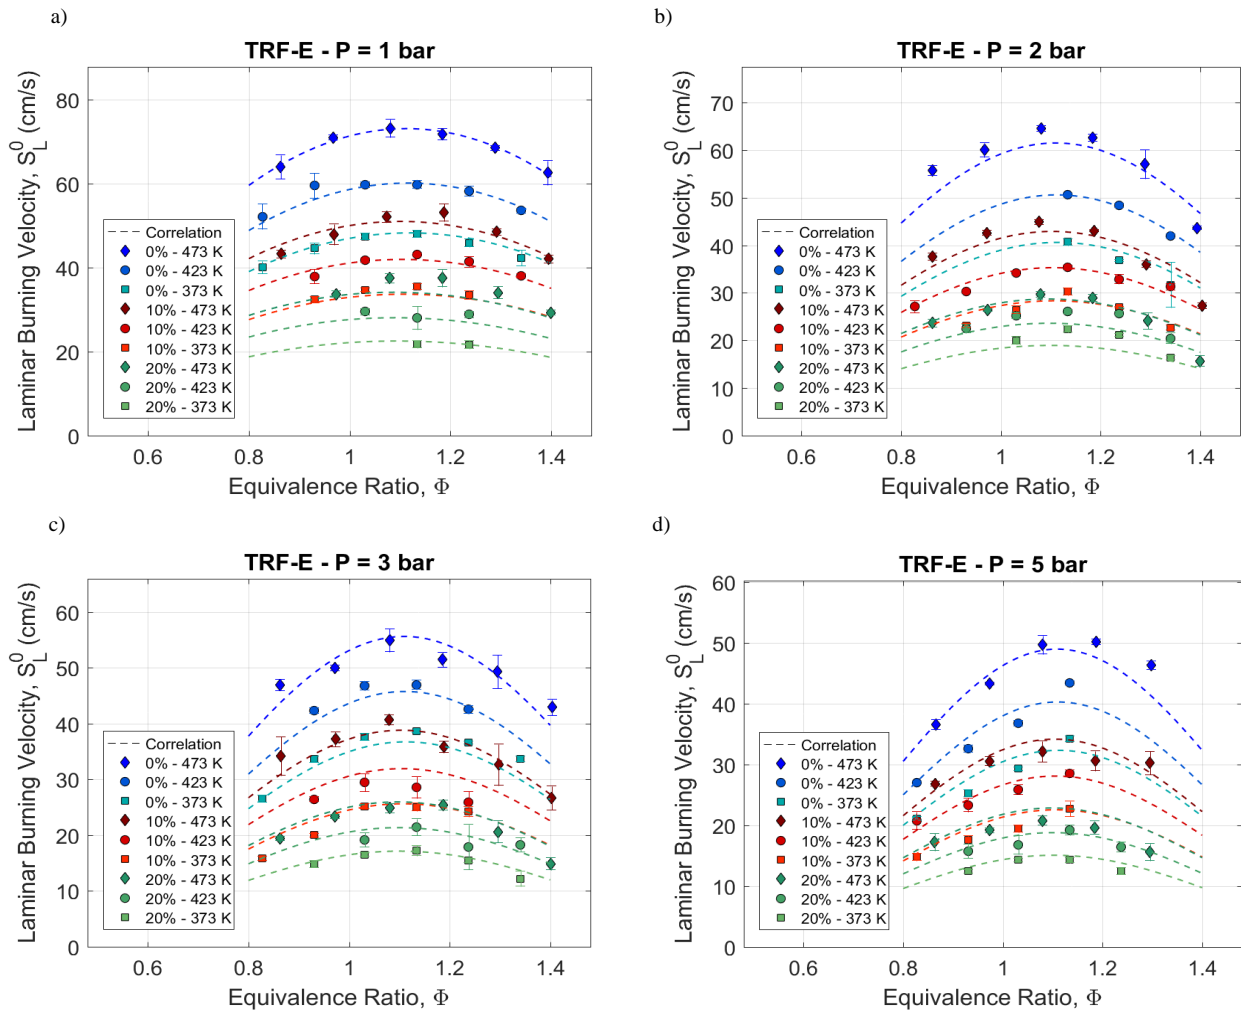 a)
TRF-E - P = 1 bar
Laminar Burning Velocity, S_L^0 (cm/s)
80
60
40
20
0
Correlation
0% - 473 K
0% - 423 K
0% - 373 K
10% - 473 K
10% - 423 K
10% - 373 K
20% - 473 K
20% - 423 K
20% - 373 K
0.6 0.8 1 1.2 1.4
Equivalence Ratio, Φ
b)
TRF-E - P = 2 bar
Laminar Burning Velocity, S_L^0 (cm/s)
70
60
50
40
30
20
10
0
Correlation
0% - 473 K
0% - 423 K
0% - 373 K
10% - 473 K
10% - 423 K
10% - 373 K
20% - 473 K
20% - 423 K
20% - 373 K
0.6 0.8 1 1.2 1.4
Equivalence Ratio, Φ
c)
TRF-E - P = 3 bar
Laminar Burning Velocity, S_L^0 (cm/s)
60
50
40
30
20
10
0
Correlation
0% - 473 K
0% - 423 K
0% - 373 K
10% - 473 K
10% - 423 K
10% - 373 K
20% - 473 K
20% - 423 K
20% - 373 K
0.6 0.8 1 1.2 1.4
Equivalence Ratio, Φ
d)
TRF-E - P = 5 bar
Laminar Burning Velocity, S_L^0 (cm/s)
60
50
40
30
20
10
0
Correlation
0% - 473 K
0% - 423 K
0% - 373 K
10% - 473 K
10% - 423 K
10% - 373 K
20% - 473 K
20% - 423 K
20% - 373 K
0.6 0.8 1 1.2 1.4
Equivalence Ratio, Φ